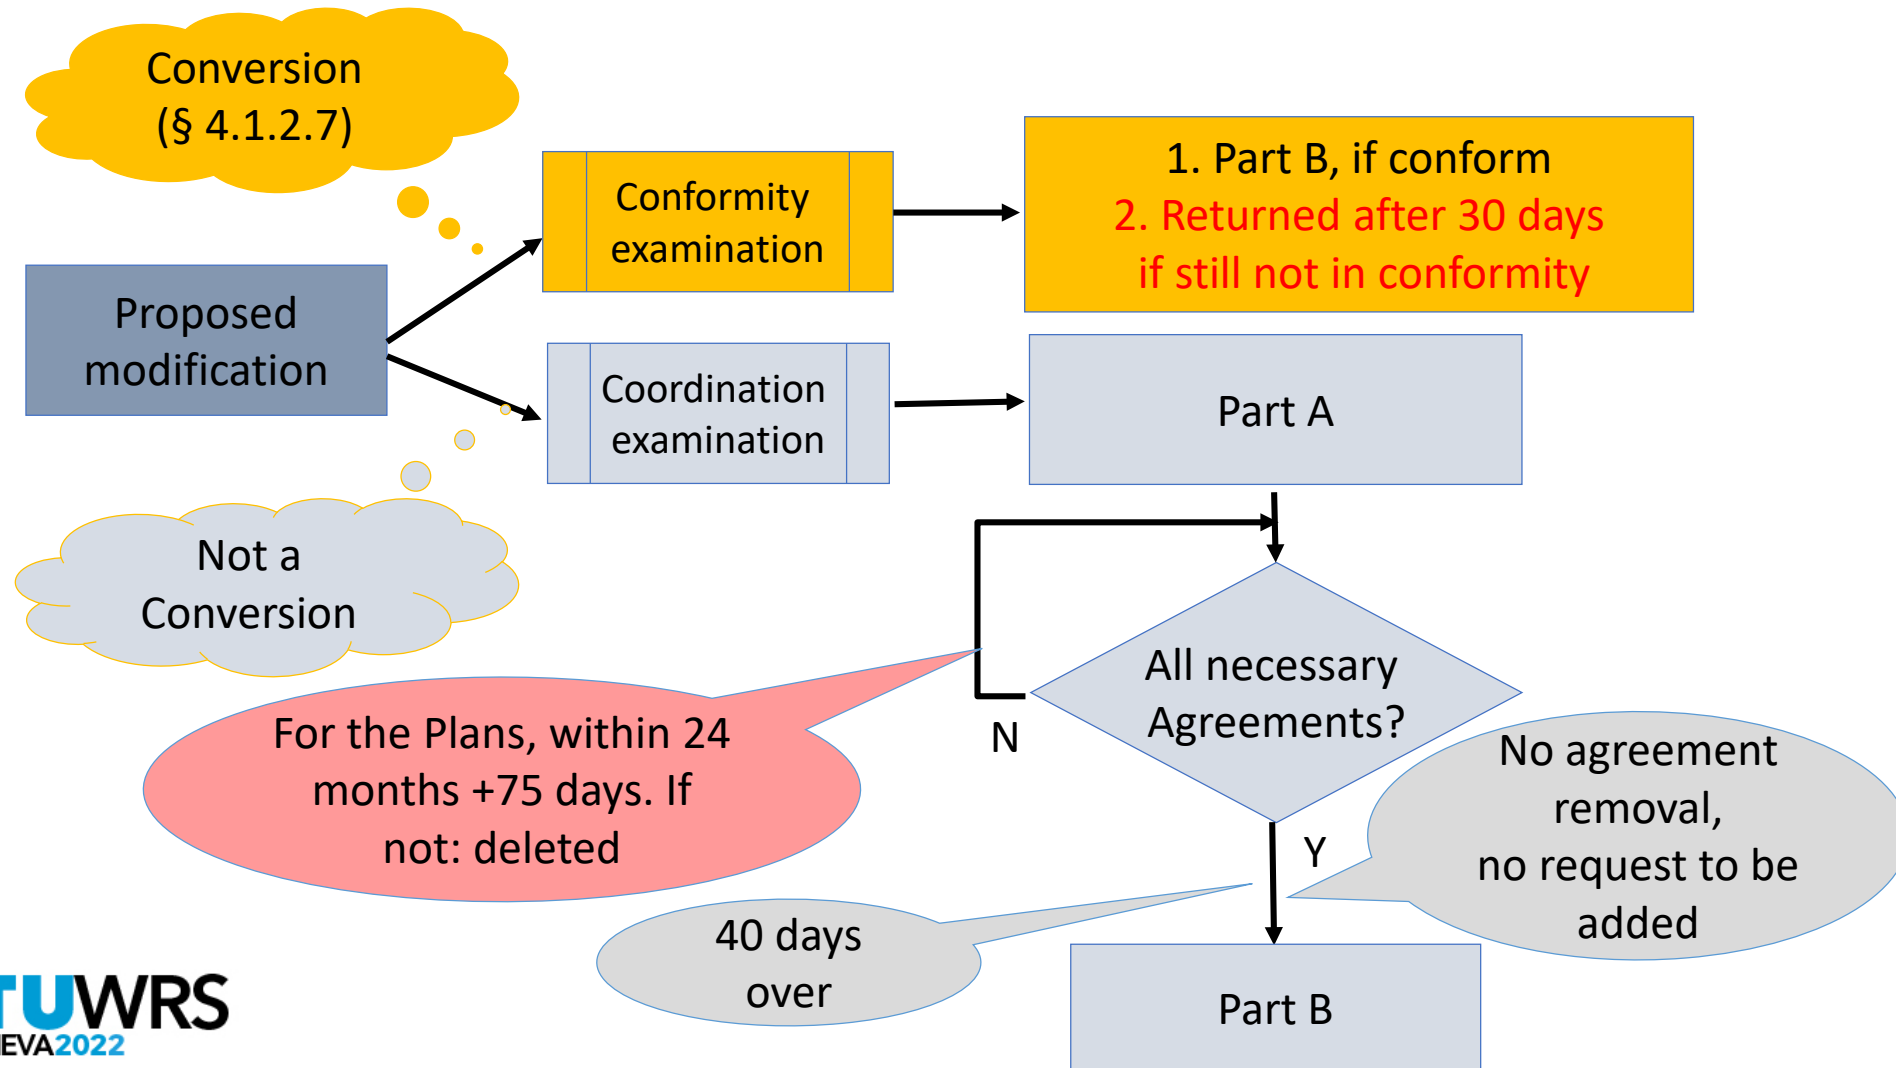 Conversion
(§ 4.1.2.7)
Conformity
examination
1. Part B, if conform
2. Returned after 30 days
if still not in conformity
Proposed
modification
Coordination
examination
Part A
Not a
Conversion
All necessary
Agreements?
N
Y
For the Plans, within 24
months +75 days. If
not: deleted
No agreement
removal,
no request to be
added
40 days
over
Part B
TUWRS
EVA2022